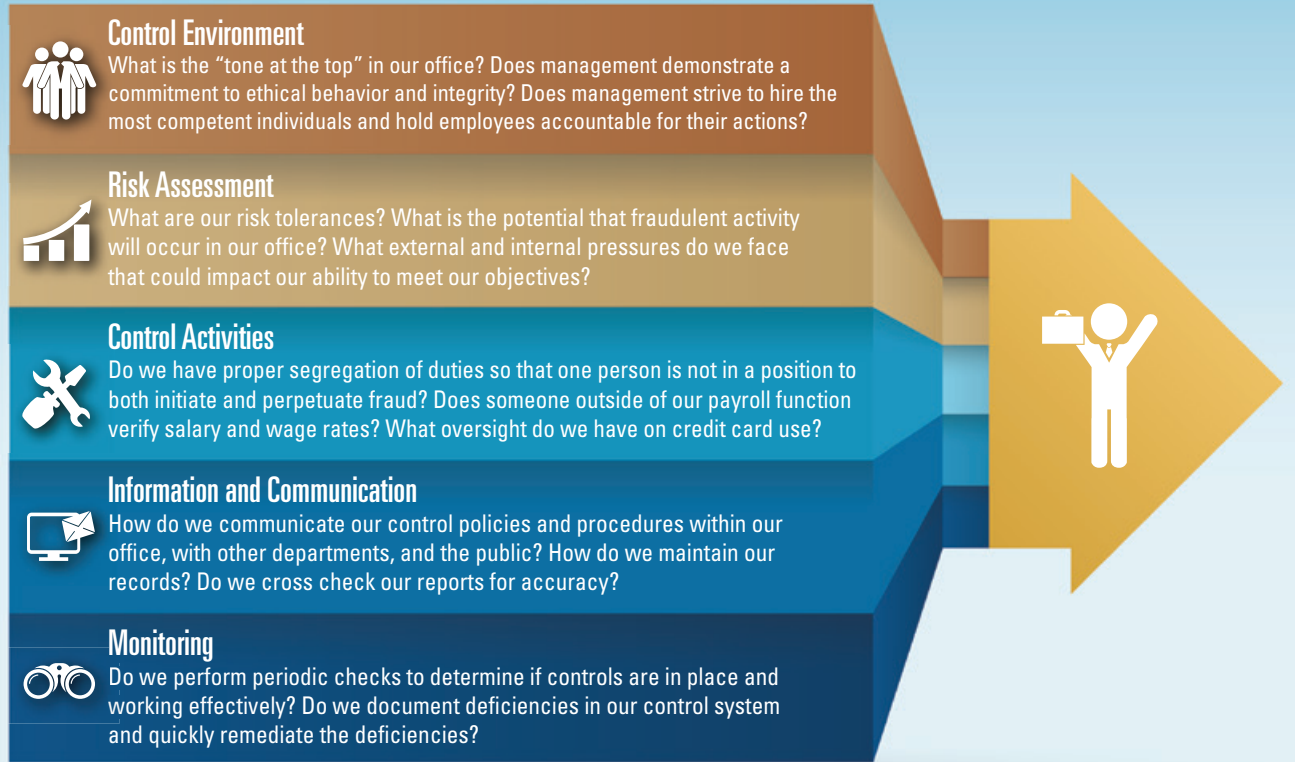 Control Environment
What is the “tone at the top” in our office? Does management demonstrate a
commitment to ethical behavior and integrity? Does management strive to hire the
most competent individuals and hold employees accountable for their actions?
Risk Assessment
What are our risk tolerances? What is the potential that fraudulent activity
will occur in our office? What external and internal pressures do we face
that could impact our ability to meet our objectives?
Control Activities
Do we have proper segregation of duties so that one person is not in a position to
both initiate and perpetuate fraud? Does someone outside of our payroll function
verify salary and wage rates? What oversight do we have on credit card use?
Information and Communication
How do we communicate our control policies and procedures within our
office, with other departments, and the public? How do we maintain our
records? Do we cross check our reports for accuracy?
Monitoring
Do we perform periodic checks to determine if controls are in place and
working effectively? Do we document deficiencies in our control system
and quickly remediate the deficiencies?